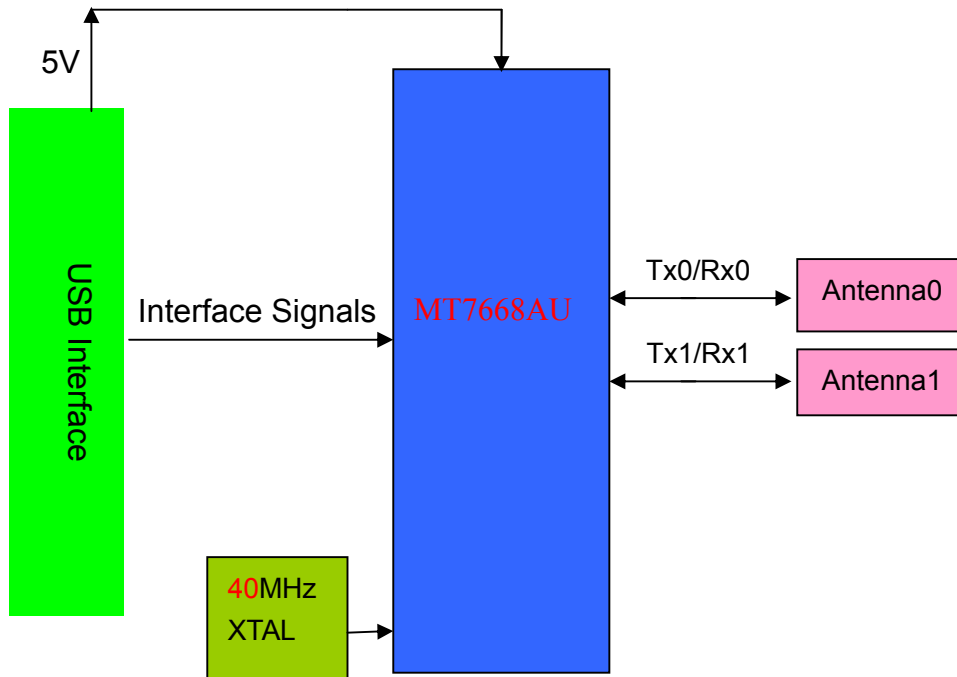 5V
USB Interface
Interface Signals
MT7668AU
Tx0/Rx0
Antenna0
Tx1/Rx1
Antenna1
40MHz
XTAL